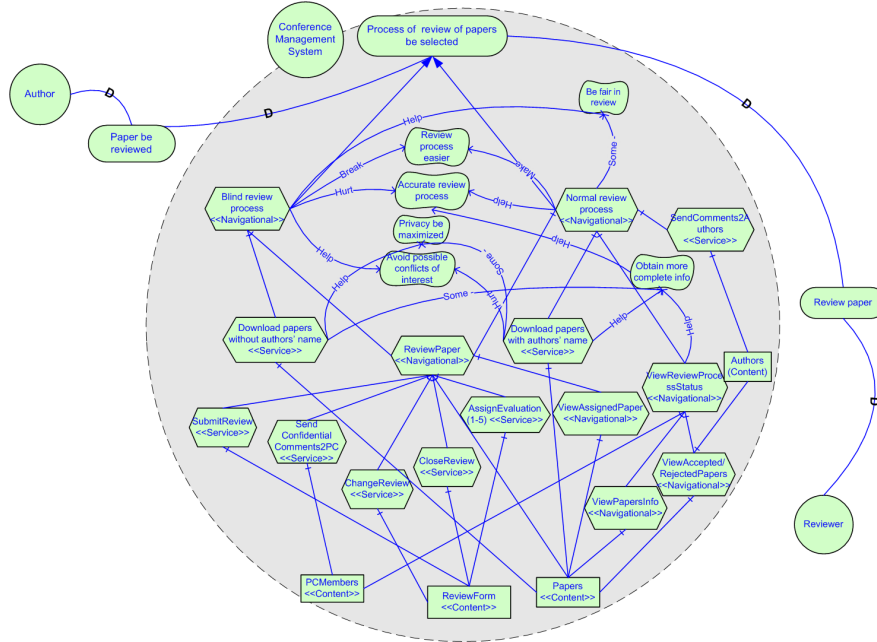 Conference
Management
System
Process of  review of papers
be selected
Author
D
D
Paper be
reviewed
D
Be fair in
review
Help
Some -
Review
process
easier
Break
Make
Accurate review
process
Hurt
Help
Blind review
process
<<Navigational>>
Normal review
process
<<Navigational>>
SendComments2A
uthors
<<Service>>
Privacy be
maximized
Some -
Help
Avoid possible
conflicts of
interest
Help
Help
Hurt
Obtain more
complete info.
Some -
Help
Help
Review paper
Download papers
without authors' name
<<Service>>
ReviewPaper
<<Navigational>>
Download papers
with authors' name
<<Service>>
ViewReviewProc
essStatus
<<Navigational>>
Authors
(Content)
D
SubmitReview
<<Service>>
Send
Confidential
Comments2PC
<<Service>>
AssignEvaluation
(1-5) <<Service>>
ViewAssignedPaper
<<Navigational>>
ChangeReview
<<Service>>
CloseReview
<<Service>>
ViewAccepted/
RejectedPapers
<<Navigational>>
ViewPapersInfo
<<Navigational>>
Reviewer
PCMembers
<<Content>>
ReviewForm
<<Content>>
Papers
<<Content>>